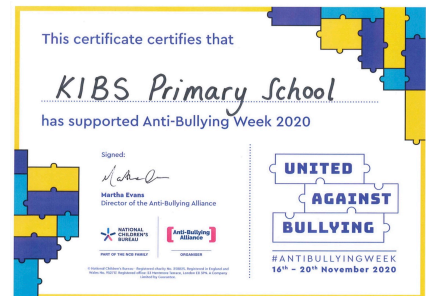 This certificate certifies that
KIBS Primary School
has supported Anti-Bullying Week 2020
Signed:
Martha Evans
Director of the Anti-Bullying Alliance
NATIONAL
CHILDREN'S
BUREAU
Anti-Bullying
Alliance
PART OF THE NCB FAMILY
ORGANISER
UNITED
AGAINST
BULLYING
#ANTIBULLYINGWEEK
16th – 20th November 2020